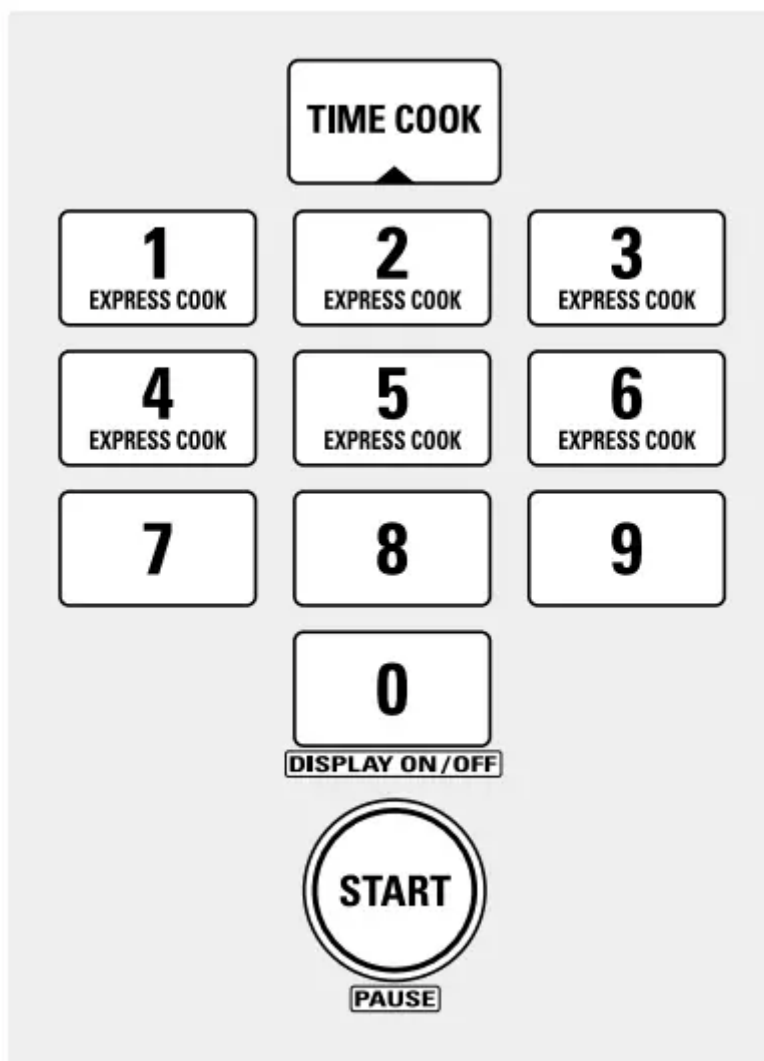 TIME COOK
1 2 3
EXPRESS COOK EXPRESS COOK EXPRESS COOK
4 5 6
EXPRESS COOK EXPRESS COOK EXPRESS COOK
7 8 9
0
DISPLAY ON/OFF
START
PAUSE